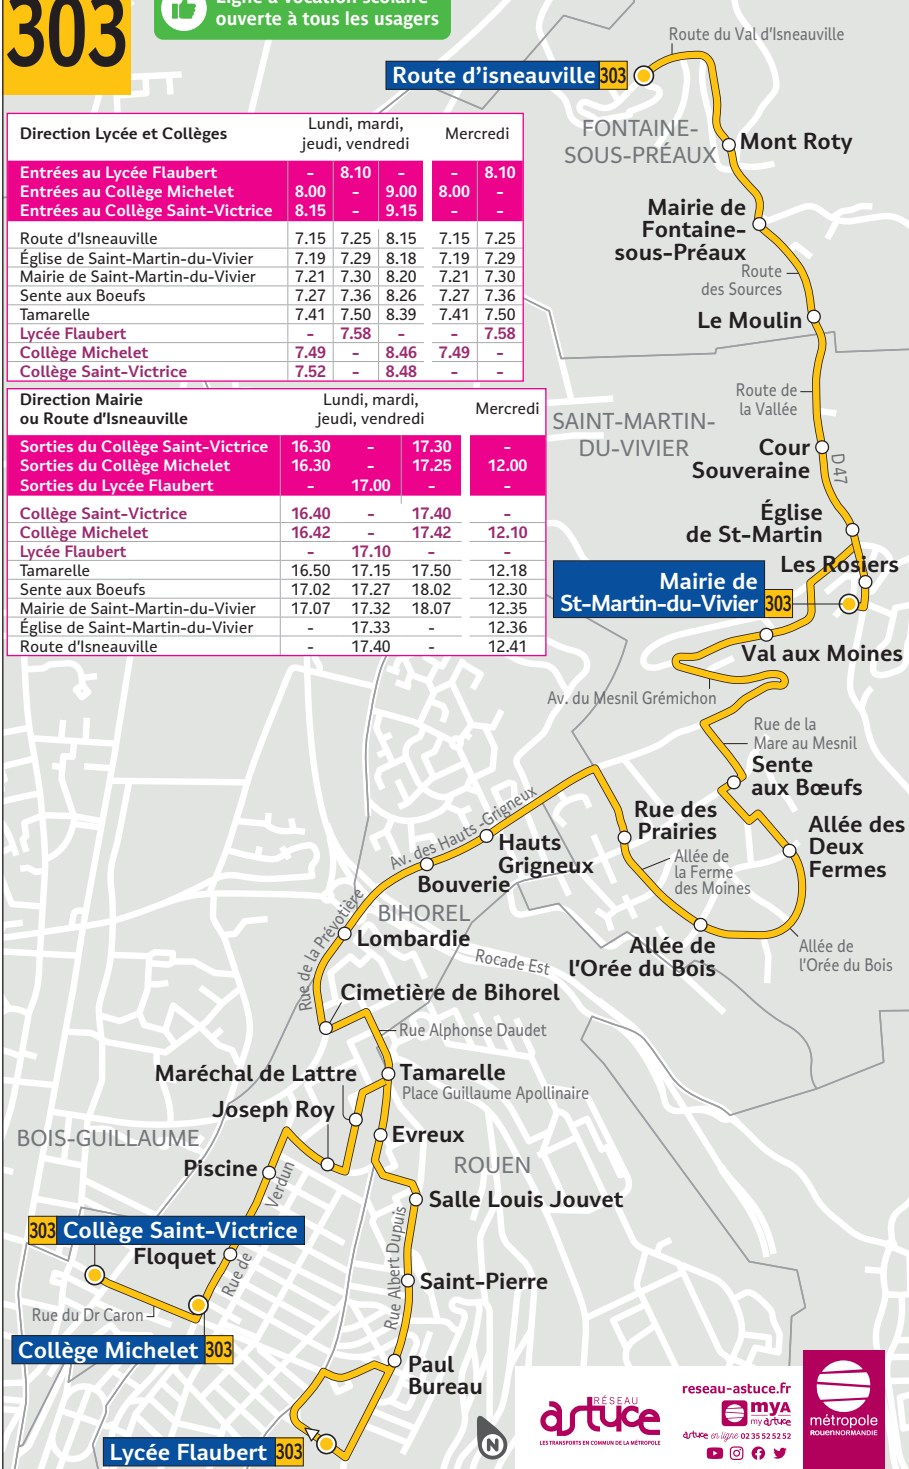 303
Ligne à vocation scolaire
ouverte à tous les usagers
Direction Lycée et Collèges
Lundi, mardi,
jeudi, vendredi
Mercredi
Entrées au Lycée Flaubert - 8.10 - - 8.10
Entrées au Collège Michelet 8.00 - 9.00 8.00 -
Entrées au Collège Saint-Victrice 8.15 - 9.15 - -
Route d'Isneauville 7.15 7.25 8.15 7.15 7.25
Église de Saint-Martin-du-Vivier 7.19 7.29 8.18 7.19 7.29
Mairie de Saint-Martin-du-Vivier 7.21 7.30 8.20 7.21 7.30
Sente aux Boeufs 7.27 7.36 8.26 7.27 7.36
Tamarelle 7.41 7.50 8.39 7.41 7.50
Lycée Flaubert - 7.58 - - 7.58
Collège Michelet 7.49 - 8.46 7.49 -
Collège Saint-Victrice 7.52 - 8.48 - -
Direction Mairie
ou Route d'Isneauville
Lundi, mardi,
jeudi, vendredi
Mercredi
Sorties du Collège Saint-Victrice 16.30 - 17.30 -
Sorties du Collège Michelet 16.30 - 17.25 12.00
Sorties du Lycée Flaubert - 17.00 - -
Collège Saint-Victrice 16.40 - 17.40 -
Collège Michelet 16.42 - 17.42 12.10
Lycée Flaubert - 17.10 - -
Tamarelle 16.50 17.15 17.50 12.18
Sente aux Boeufs 17.02 17.27 18.02 12.30
Mairie de Saint-Martin-du-Vivier 17.07 17.32 18.07 12.35
Église de Saint-Martin-du-Vivier - 17.33 - 12.36
Route d'Isneauville - 17.40 - 12.41
Route du Val d'Isneauville
Route d'isneauville 303
FONTAINE-
SOUS-PRÉAUX
Mont Roty
Mairie de
Fontaine-
sous-Préaux
Route
des Sources
Le Moulin
Route de
la Vallée
SAINT-MARTIN-
DU-VIVIER
Cour
Souveraine
D 47
Église
de St-Martin
Les Rosiers
Mairie de
St-Martin-du-Vivier 303
Val aux Moines
Av. du Mesnil Grémichon
Rue de la
Mare au Mesnil
Sente
aux Bœufs
Rue des
Prairies
Allée des
Deux
Fermes
Av. des Hauts-Grigneux
Hauts
Grigneux
Allée de
la Ferme
des Moines
Bouverie
BIHOREL
Rue de la Prévotière
Lombardie
Allée de
l'Orée du Bois
Allée de
l'Orée du Bois
Rocade Est
Cimetière de Bihorel
Rue Alphonse Daudet
Maréchal de Lattre
Tamarelle
Place Guillaume Apollinaire
Joseph Roy
Evreux
BOIS-GUILLAUME
ROUEN
Piscine
Rue de Verdun
Salle Louis Jouvet
303 Collège Saint-Victrice
Floquet
Rue Albert Dupuis
Saint-Pierre
Rue du Dr Caron
Collège Michelet 303
Paul
Bureau
Lycée Flaubert 303
N
RÉSEAU
astuce
LES TRANSPORTS EN COMMUN DE LA MÉTROPOLE
reseau-astuce.fr
myA
my astuce
astuce en ligne 02 35 52 52 52
métropole
ROUENNORMANDIE